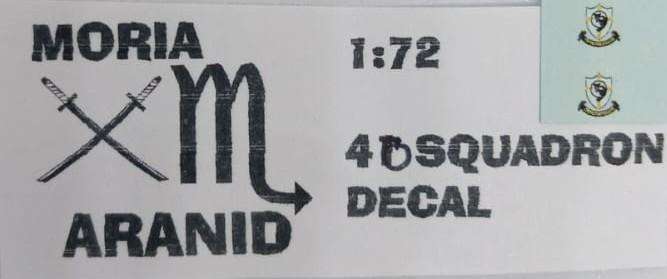 MORIA
ARANID
1:72
SQUADRON
DECAL